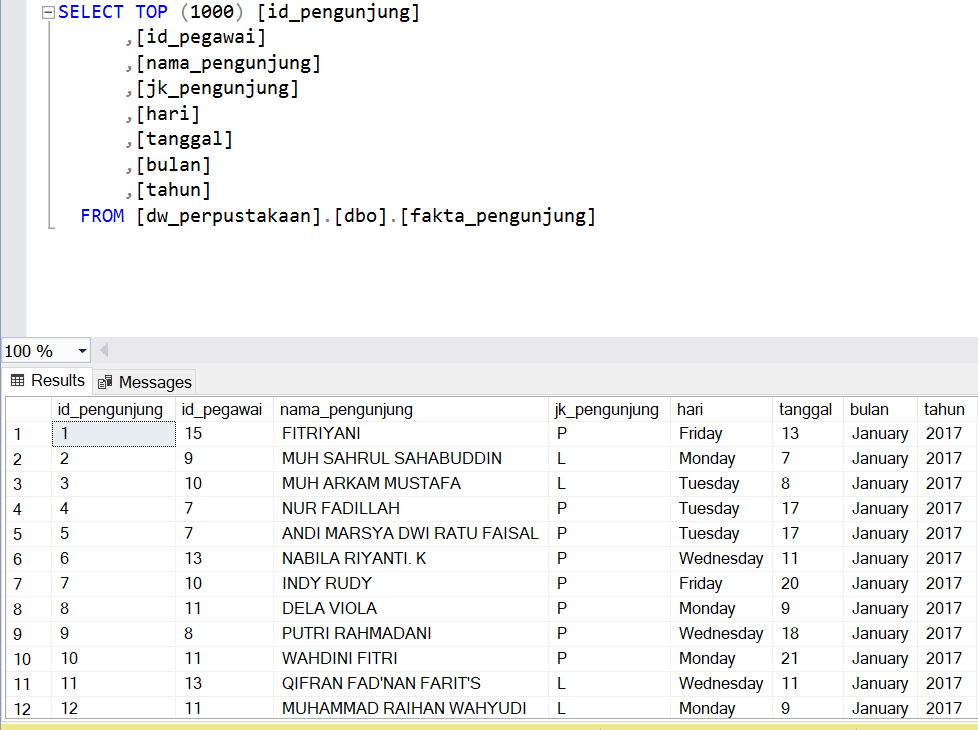 SELECT TOP (1000) [id_pengunjung]
,[id_pegawai]
,[nama_pengunjung]
,[jk_pengunjung]
,[hari]
,[tanggal]
,[bulan]
,[tahun]
FROM [dw_perpustakaan].[dbo].[fakta_pengunjung]
100 %
Results Messages
id_pengunjung id_pegawai nama_pengunjung jk_pengunjung hari tanggal bulan tahun
1 1 15 FITRIYANI P Friday 13 January 2017
2 2 9 MUH SAHRUL SAHABUDDIN L Monday 7 January 2017
3 3 10 MUH ARKAM MUSTAFA L Tuesday 8 January 2017
4 4 7 NUR FADILLAH P Tuesday 17 January 2017
5 5 7 ANDI MARSYA DWI RATU FAISAL P Tuesday 17 January 2017
6 6 13 NABILA RIYANTI. K P Wednesday 11 January 2017
7 7 10 INDY RUDY P Friday 20 January 2017
8 8 11 DELA VIOLA P Monday 9 January 2017
9 9 8 PUTRI RAHMADANI P Wednesday 18 January 2017
10 10 11 WAHDINI FITRI P Monday 21 January 2017
11 11 13 QIFRAN FAD'NAN FARIT'S L Wednesday 11 January 2017
12 12 11 MUHAMMAD RAIHAN WAHYUDI L Monday 9 January 2017